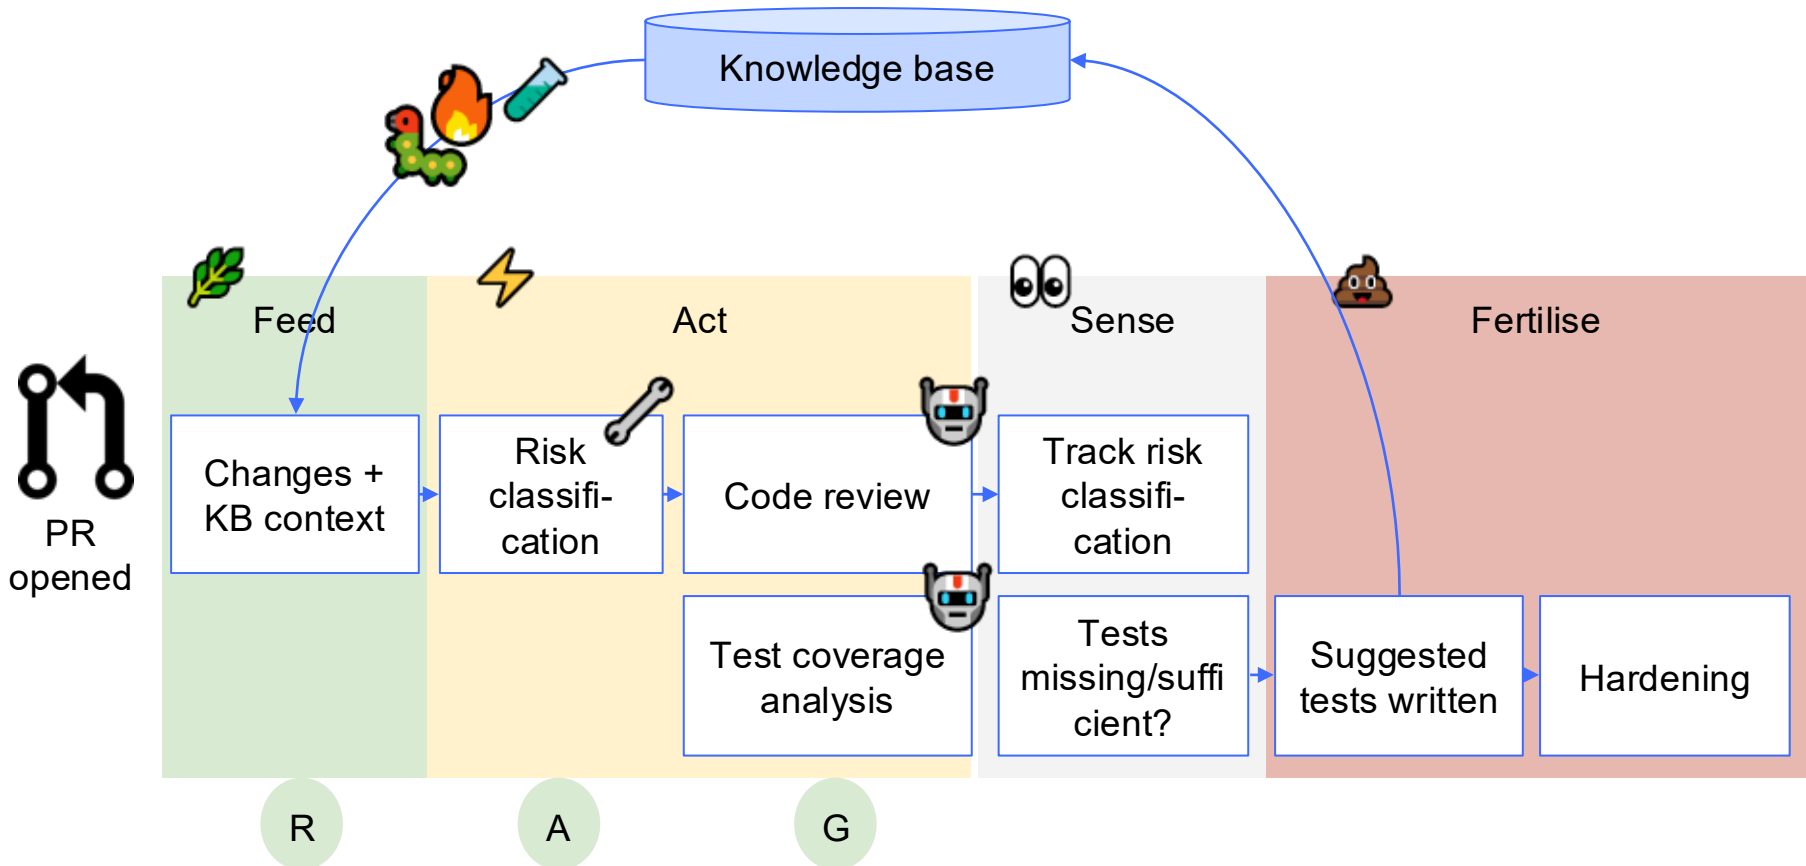 Knowledge base
Feed
Act
Sense
Fertilise
PR
opened
Changes +
KB context
Risk
classifi-
cation
Code review
Track risk
classifi-
cation
Test coverage
analysis
Tests
missing/suffi
cient?
Suggested
tests written
Hardening
R
A
G